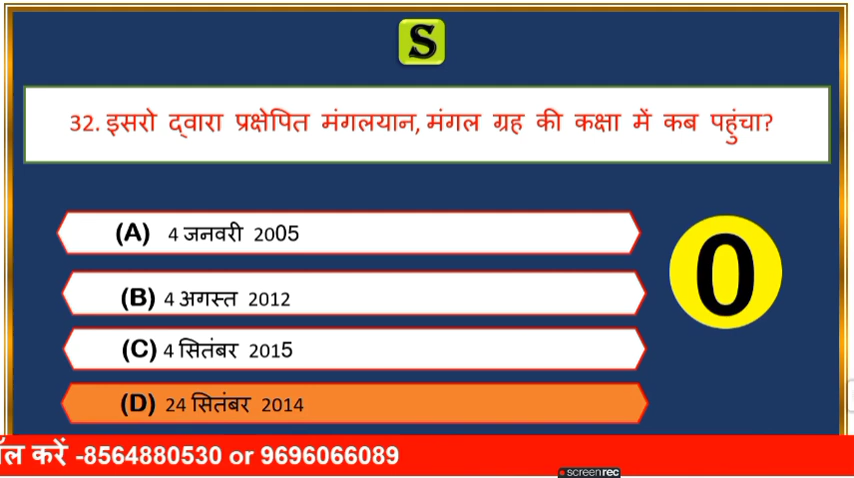 S
32. इसरो द्वारा प्रक्षेपित मंगलयान, मंगल ग्रह की कक्षा में कब पहुंचा?
(A) 4 जनवरी 2005
(B) 4 अगस्त 2012
0
(C) 4 सितंबर 2015
(D) 24 सितंबर 2014
करें -8564880530 or 9696066089
screenrec